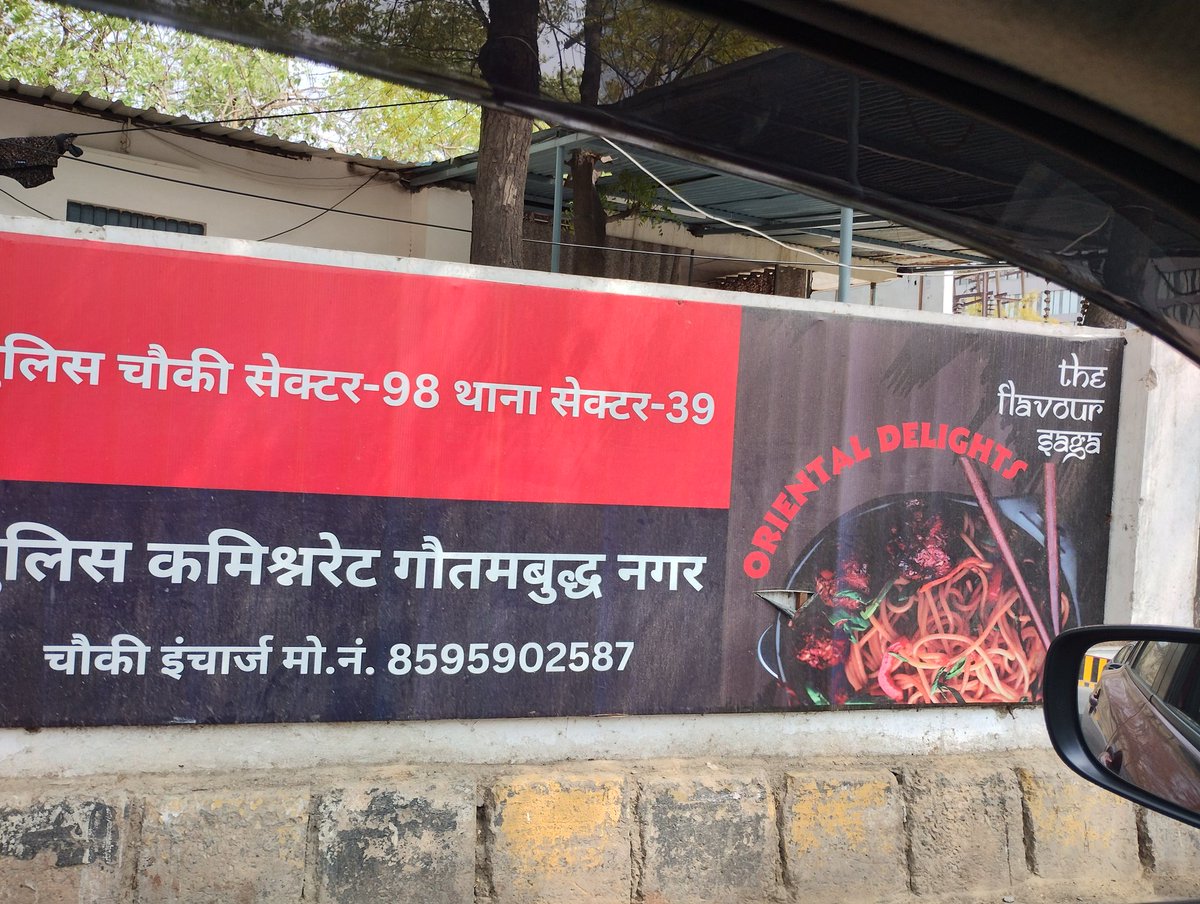 पुलिस चौकी सेक्टर-98 थाना सेक्टर-39
पुलिस कमिश्नरेट गौतमबुद्ध नगर
चौकी इंचार्ज मो.नं. 8595902587
the
flavour
saga
ORIENTAL DELIGHTS